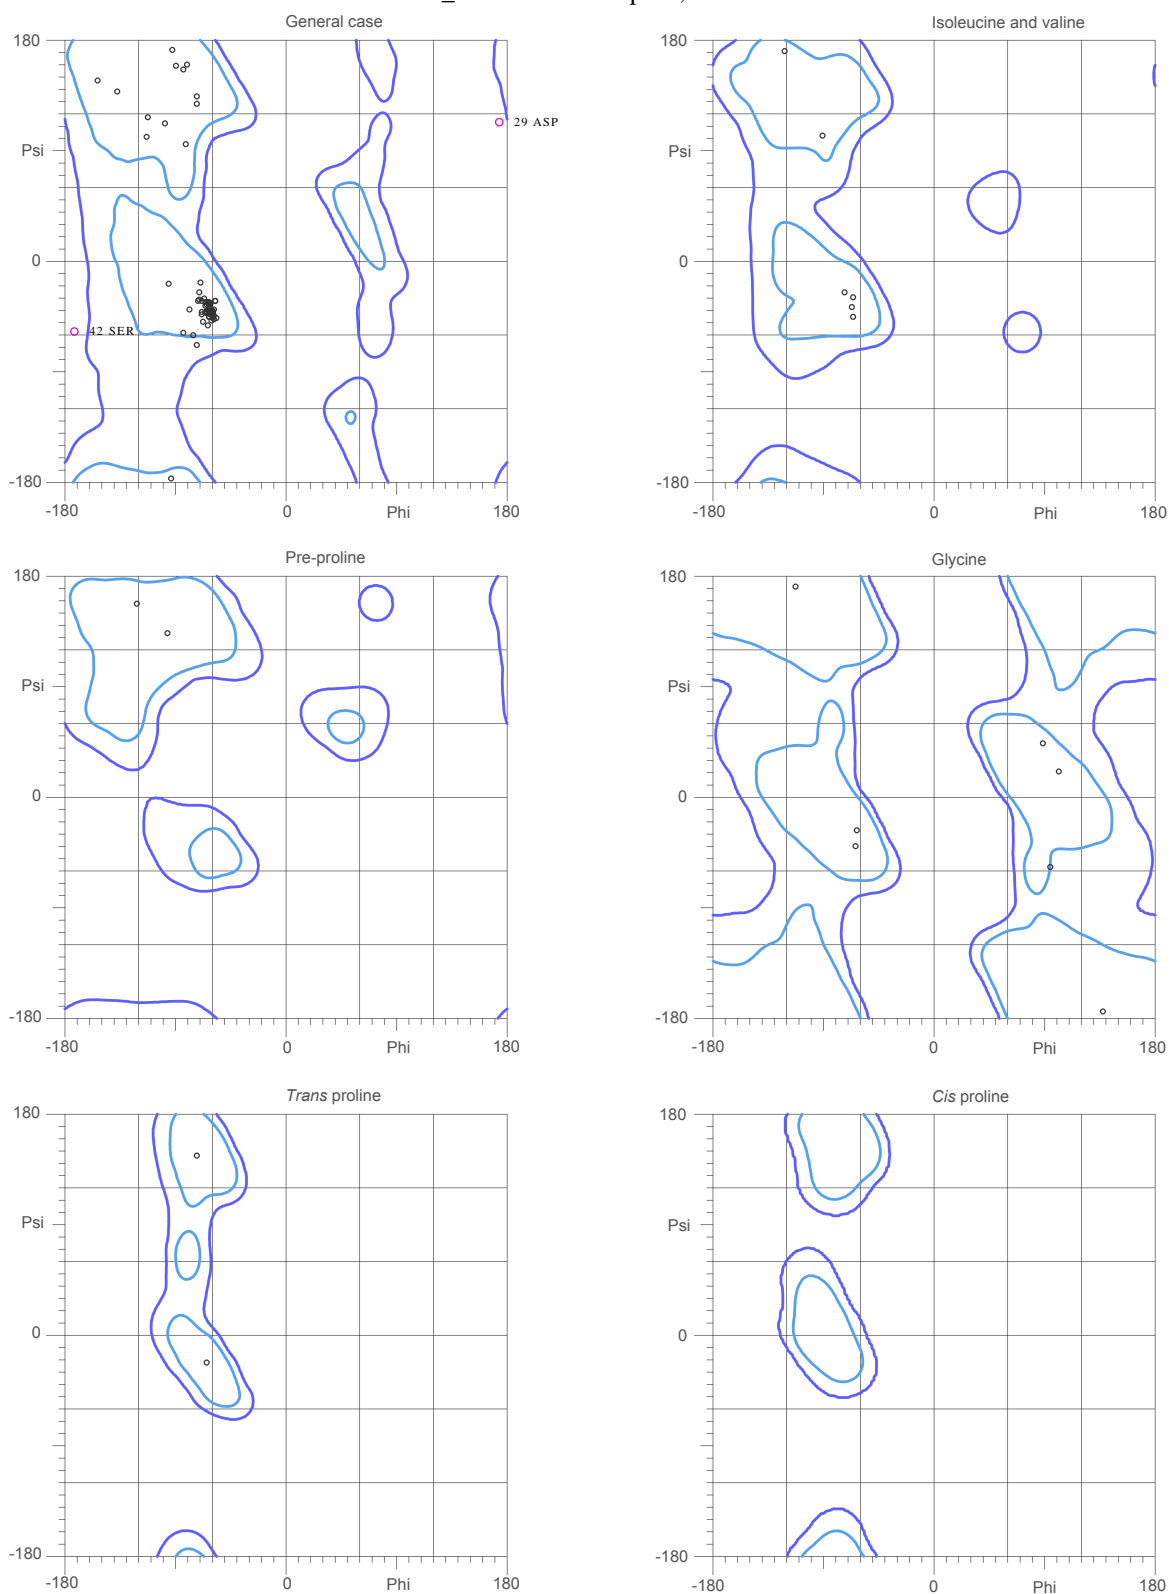 General case
Isoleucine and valine
180
180
29 ASP
Psi
Psi
0
0
42 SER
-180
-180
-180
0
Phi
180
-180
0
Phi
180
Pre-proline
Glycine
180
180
Psi
Psi
0
0
-180
-180
-180
0
Phi
180
-180
0
Phi
180
Trans proline
Cis proline
180
180
Psi
Psi
0
0
-180
-180
-180
0
Phi
180
-180
0
Phi
180